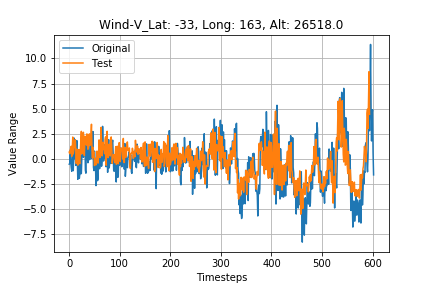 Wind-V_Lat: -33, Long: 163, Alt: 26518.0
Original
Test
10.0
7.5
5.0
2.5
0.0
−2.5
−5.0
−7.5
Value Range
0 100 200 300 400 500 600
Timesteps